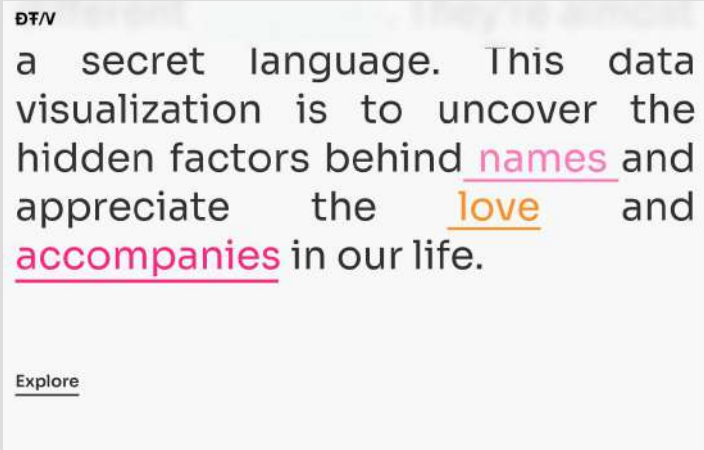 ĐŦ/V
a secret language. This data
visualization is to uncover the
hidden factors behind names and
appreciate the love and
accompanies in our life.
Explore